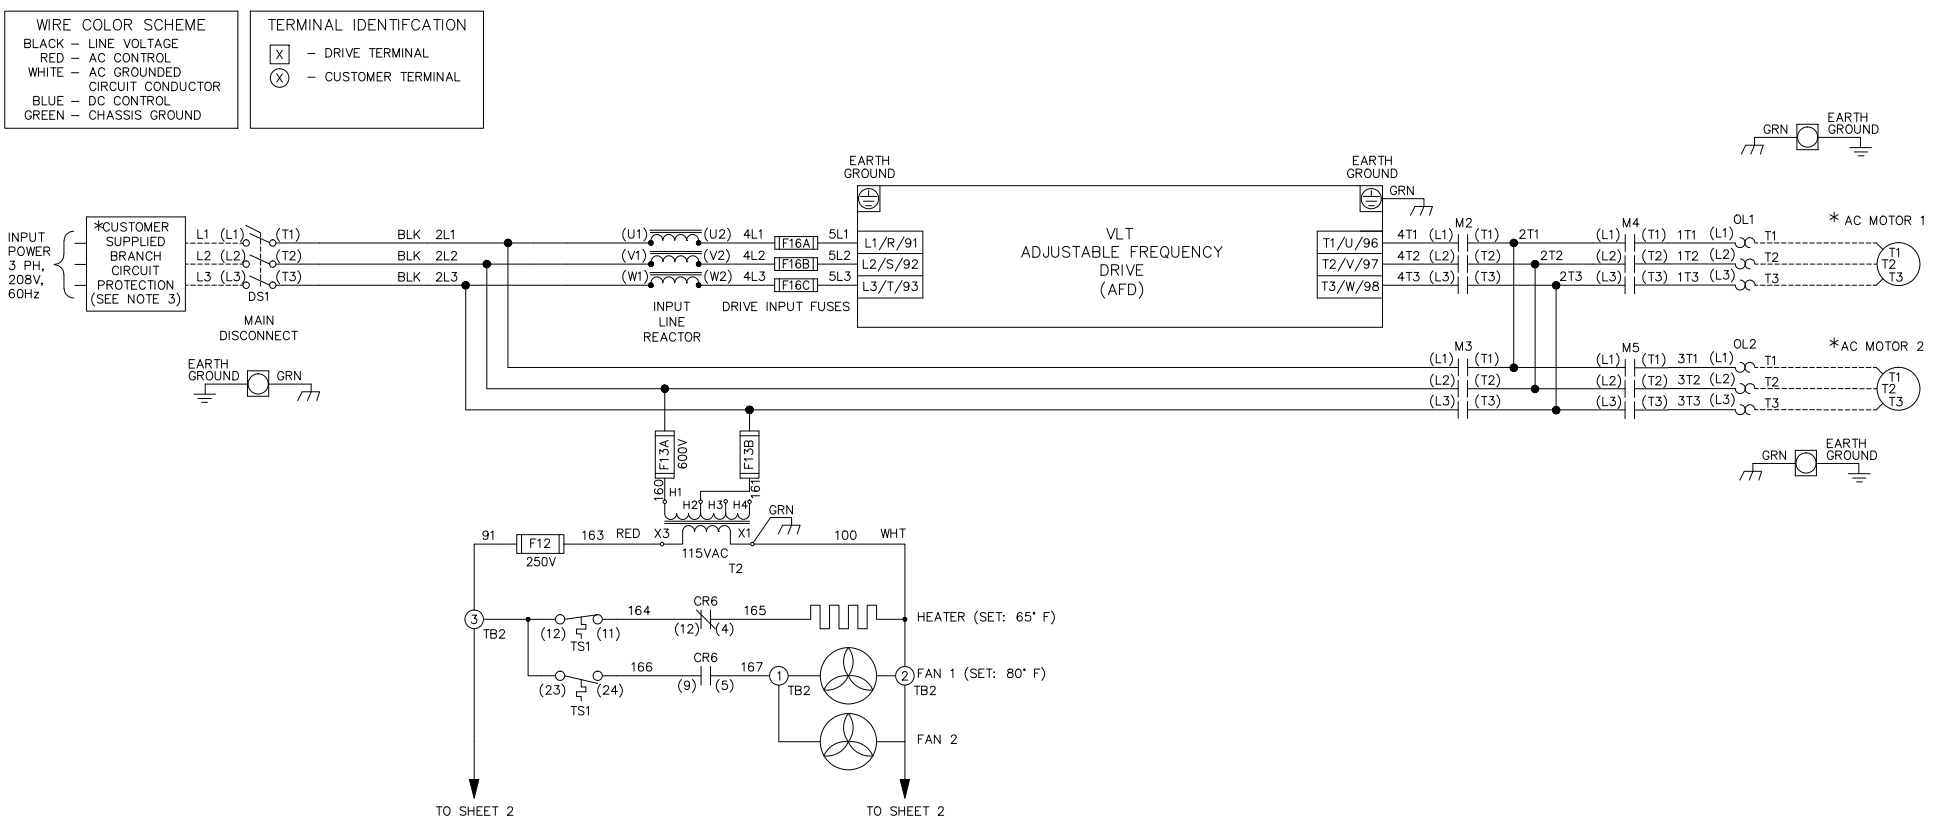 WIRE COLOR SCHEME
BLACK – LINE VOLTAGE
RED – AC CONTROL
WHITE – AC GROUNDED
CIRCUIT CONDUCTOR
BLUE – DC CONTROL
GREEN – CHASSIS GROUND
TERMINAL IDENTIFCATION
X – DRIVE TERMINAL
X – CUSTOMER TERMINAL
INPUT
POWER
3 PH,
208V,
60Hz
*CUSTOMER
SUPPLIED
BRANCH
CIRCUIT
PROTECTION
(SEE NOTE 3)
L1 (L1) (T1) BLK 2L1 (U1) (U2) 4L1 F16A 5L1 L1/R/91
L2 (L2) (T2) BLK 2L2 (V1) (V2) 4L2 F16B 5L2 L2/S/92
L3 (L3) (T3) BLK 2L3 (W1) (W2) 4L3 F16C 5L3 L3/T/93
DS1
MAIN
DISCONNECT
INPUT
LINE
REACTOR
DRIVE INPUT FUSES
EARTH
GROUND
GRN
EARTH
GROUND
VLT
ADJUSTABLE FREQUENCY
DRIVE
(AFD)
EARTH
GROUND
GRN
GRN
EARTH
GROUND
M2 M4 OL1 * AC MOTOR 1
T1/U/96 4T1 (L1) (T1) 2T1 (L1) (T1) 1T1 (L1) T1 T1
T2/V/97 4T2 (L2) (T2) 2T2 (L2) (T2) 1T2 (L2) T2 T2
T3/W/98 4T3 (L3) (T3) 2T3 (L3) (T3) 1T3 (L3) T3 T3
M3 M5 OL2 *AC MOTOR 2
(L1) (T1) (L1) (T1) 3T1 (L1) T1 T1
(L2) (T2) (L2) (T2) 3T2 (L2) T2 T2
(L3) (T3) (L3) (T3) 3T3 (L3) T3 T3
GRN
EARTH
GROUND
F13A
600V
F13B
160
H1
161
H2 H3 H4
GRN
91 F12 163 RED X3 X1 100 WHT
250V
115VAC
T2
3
TB2
164 CR6 165
(12) (11) (12) (4)
TS1
HEATER (SET: 65° F)
166 CR6 167 1
(23) (24) (9) (5) TB2
TS1
2
TB2
FAN 1 (SET: 80° F)
FAN 2
TO SHEET 2
TO SHEET 2